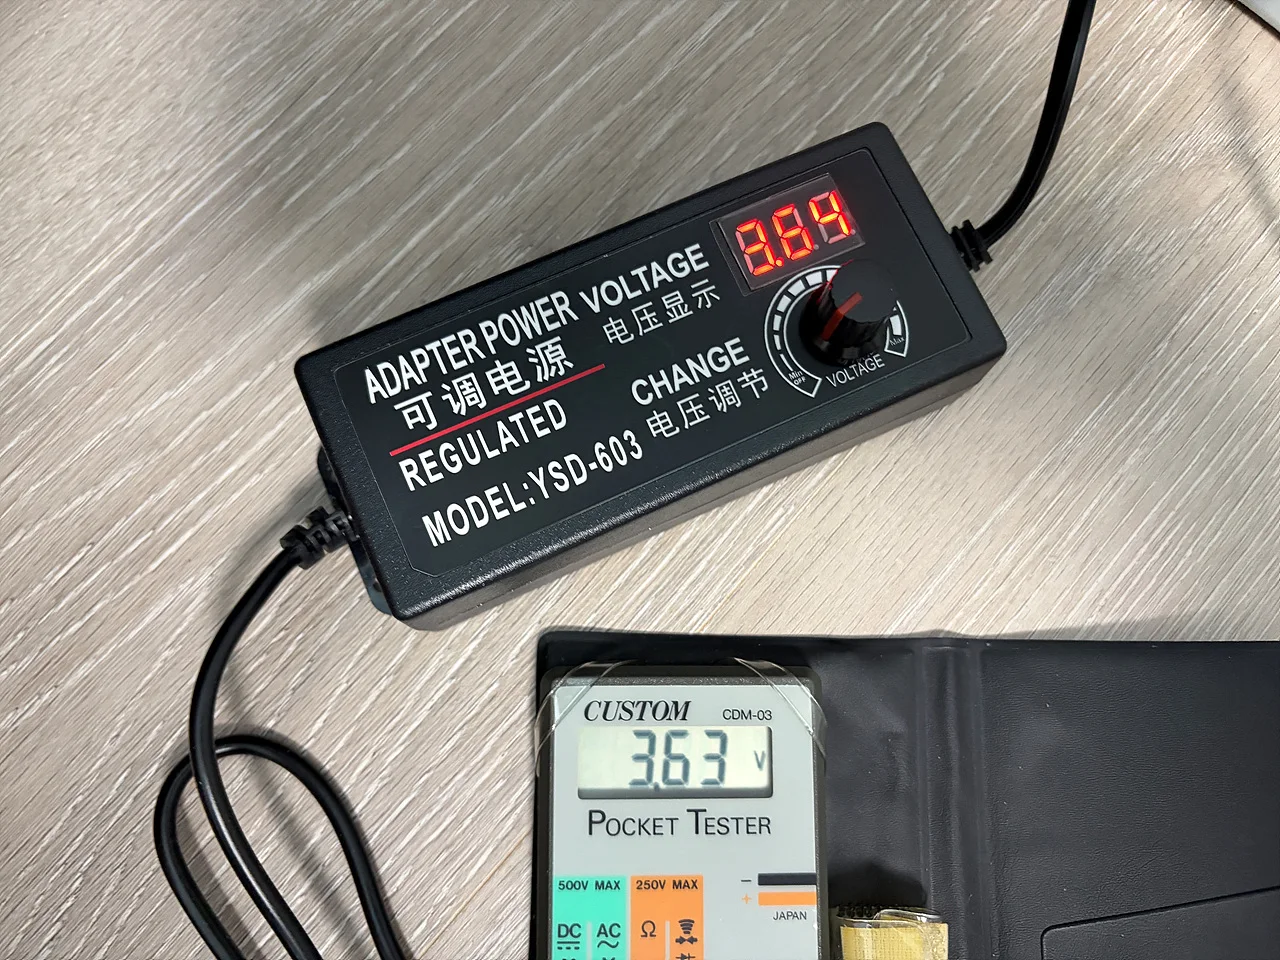 3.64
ADAPTER POWER
可调电源
REGULATED
MODEL:YSD-603
VOLTAGE
电压显示
CHANGE
电压调节
Min
OFF
Max
VOLTAGE
CUSTOM CDM-03
3.63 V
POCKET TESTER
500V MAX 250V MAX
− +
JAPAN
DC AC Ω